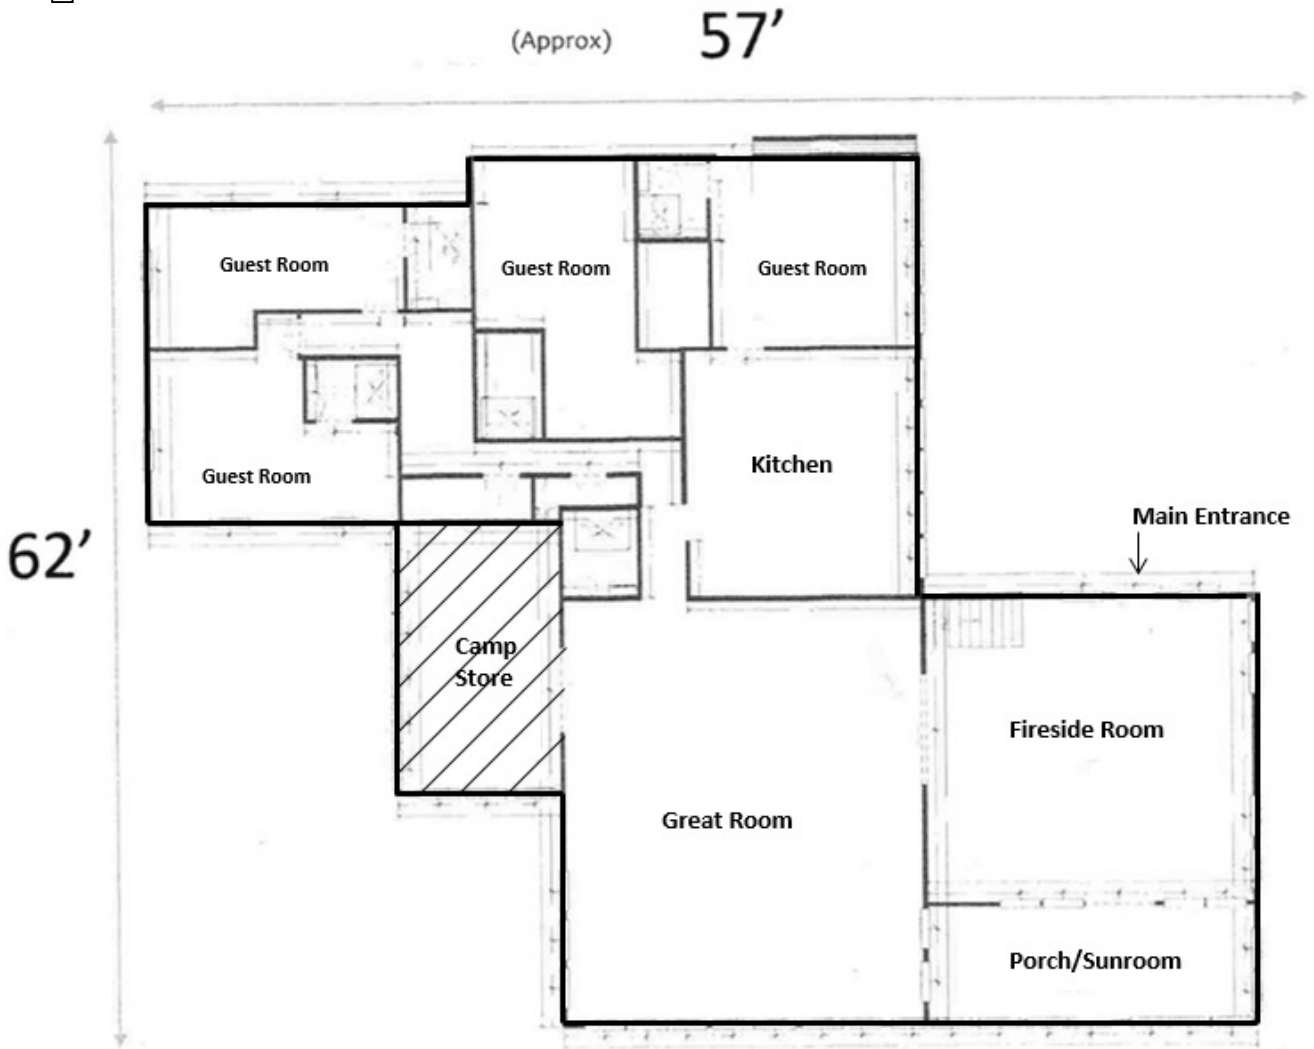 (Approx) 57’
Guest Room
Guest Room
Guest Room
Kitchen
Guest Room
Main Entrance
62’
Camp
Store
Fireside Room
Great Room
Porch/Sunroom